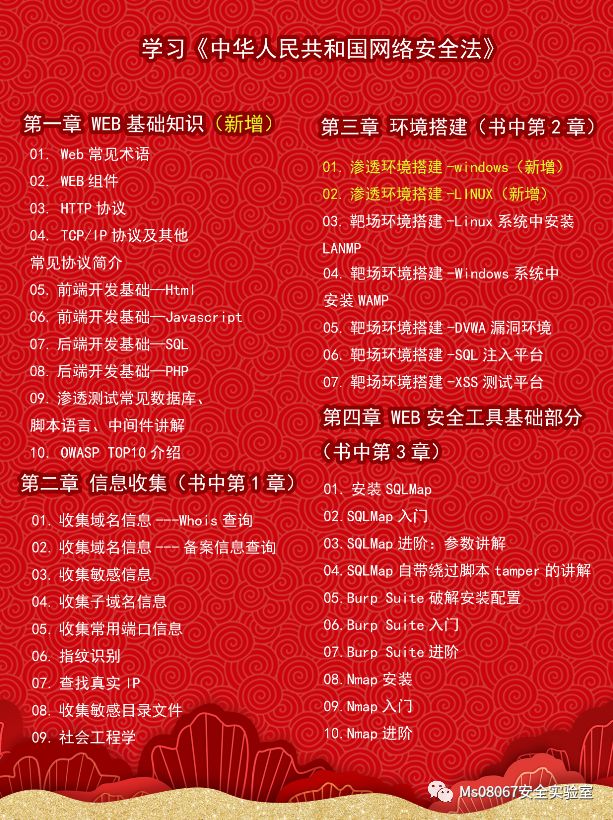 学习《中华人民共和国网络安全法》
第一章 WEB基础知识（新增）
01. Web常见术语
02. WEB组件
03. HTTP协议
04. TCP/IP协议及其他
常见协议简介
05. 前端开发基础—Html
06. 前端开发基础—Javascript
07. 后端开发基础—SQL
08. 后端开发基础—PHP
09. 渗透测试常见数据库、
脚本语言、中间件讲解
10. OWASP TOP10介绍
第二章 信息收集（书中第1章）
01. 收集域名信息---Whois查询
02. 收集域名信息---备案信息查询
03. 收集敏感信息
04. 收集子域名信息
05. 收集常用端口信息
06. 指纹识别
07. 查找真实IP
08. 收集敏感目录文件
09. 社会工程学
第三章 环境搭建（书中第2章）
01. 渗透环境搭建-windows（新增）
02. 渗透环境搭建-LINUX（新增）
03. 靶场环境搭建-Linux系统中安装
LANMP
04. 靶场环境搭建-Windows系统中
安装WAMP
05. 靶场环境搭建-DVWA漏洞环境
06. 靶场环境搭建-SQL注入平台
07. 靶场环境搭建-XSS测试平台
第四章 WEB安全工具基础部分
（书中第3章）
01. 安装SQLMap
02.SQLMap入门
03.SQLMap进阶：参数讲解
04.SQLMap自带绕过脚本tamper的讲解
05.Burp Suite破解安装配置
06.Burp Suite入门
07.Burp Suite进阶
08.Nmap安装
09.Nmap入门
10.Nmap进阶
Ms08067安全实验室